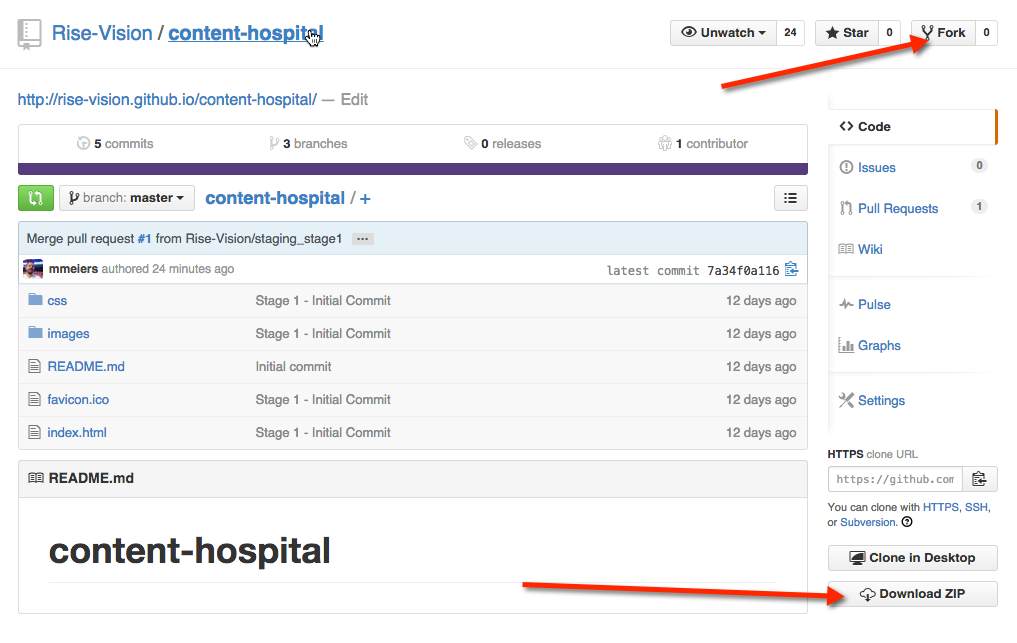 Rise-Vision / content-hospital
Unwatch 24 Star 0 Fork 0
http://rise-vision.github.io/content-hospital/ — Edit
5 commits 3 branches 0 releases 1 contributor
branch: master content-hospital / +
Merge pull request #1 from Rise-Vision/staging_stage1 ...
mmeiers authored 24 minutes ago latest commit 7a34f0a116
css Stage 1 - Initial Commit 12 days ago
images Stage 1 - Initial Commit 12 days ago
README.md Initial commit 12 days ago
favicon.ico Stage 1 - Initial Commit 12 days ago
index.html Stage 1 - Initial Commit 12 days ago
README.md
content-hospital
Code
Issues 0
Pull Requests 1
Wiki
Pulse
Graphs
Settings
HTTPS clone URL
https://github.com
You can clone with HTTPS, SSH,
or Subversion. ?
Clone in Desktop
Download ZIP